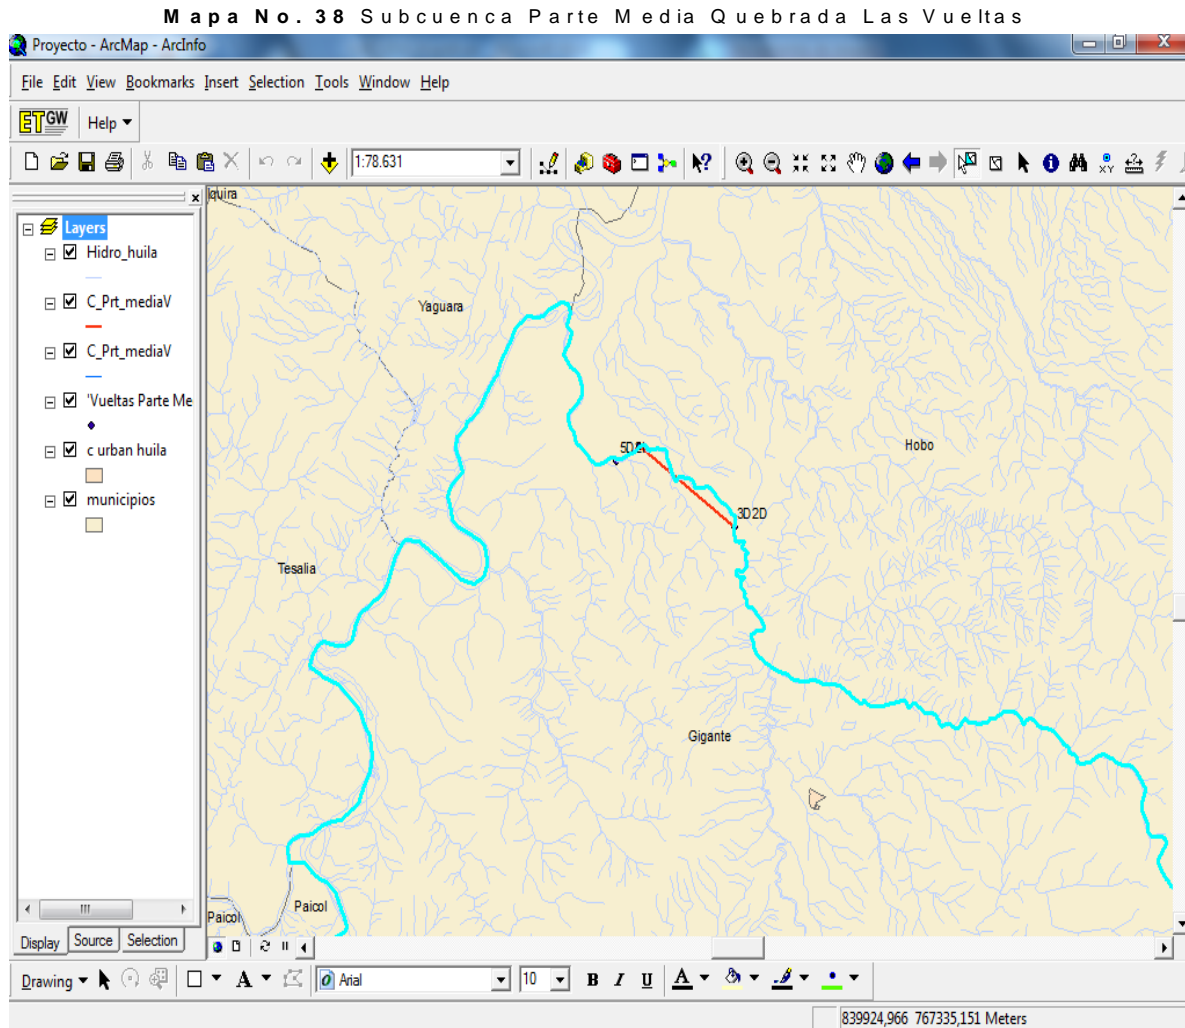 Mapa No. 38 Subcuenca Parte Media Quebrada Las Vueltas
Proyecto - ArcMap - ArcInfo
File Edit View Bookmarks Insert Selection Tools Window Help
ETGW Help
1:78.631
Layers
Hidro_huila
C_Prt_mediaV
C_Prt_mediaV
'Vueltas Parte Me
c urban huila
municipios
Display Source Selection
iquira
Yaguara
Hobo
3D2D
Tesalia
Gigante
Paicol
Paicol
Drawing A Arial 10 B I U A
839924,966 767335,151 Meters